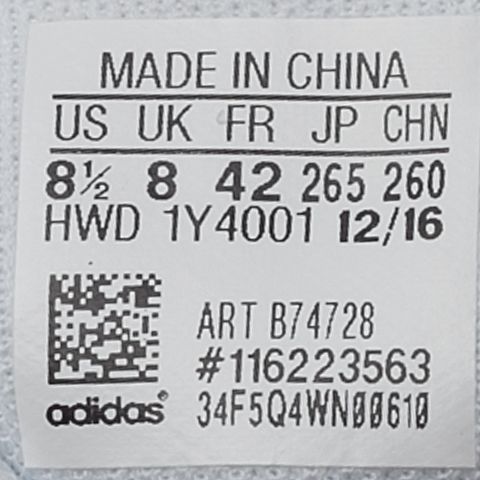 MADE IN CHINA
US UK FR JP CHN
8½ 8 42 265 260
HWD 1Y4001 12/16
ART B74728
#116223563
adidas® 34F5Q4WN00610